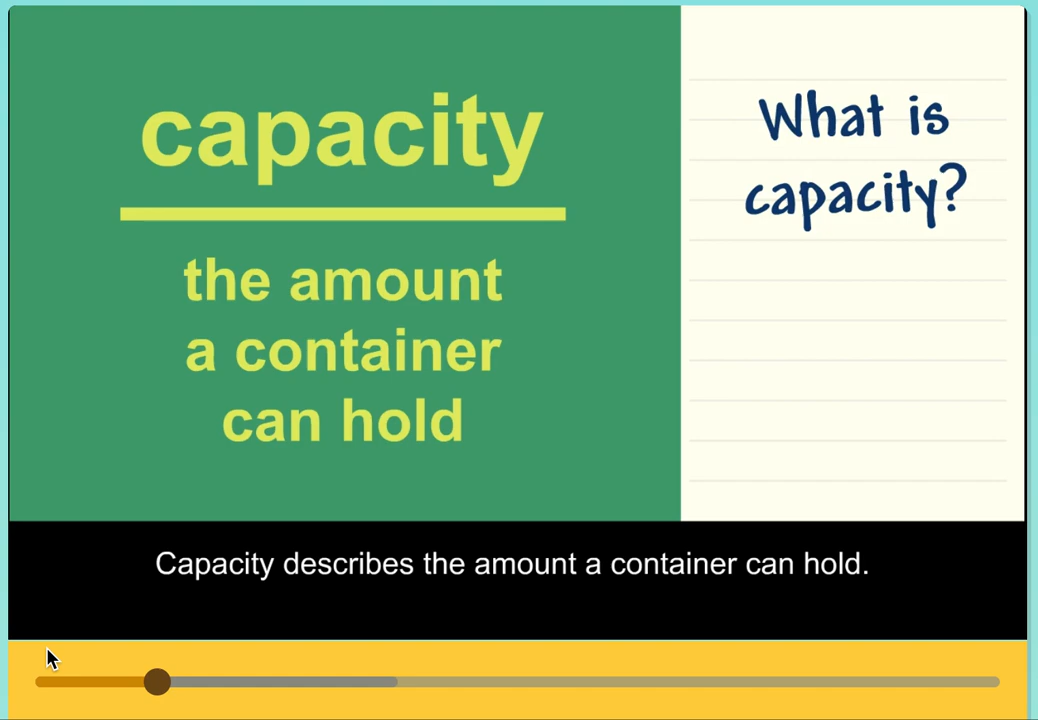 capacity
the amount
a container
can hold
What is
capacity?
Capacity describes the amount a container can hold.